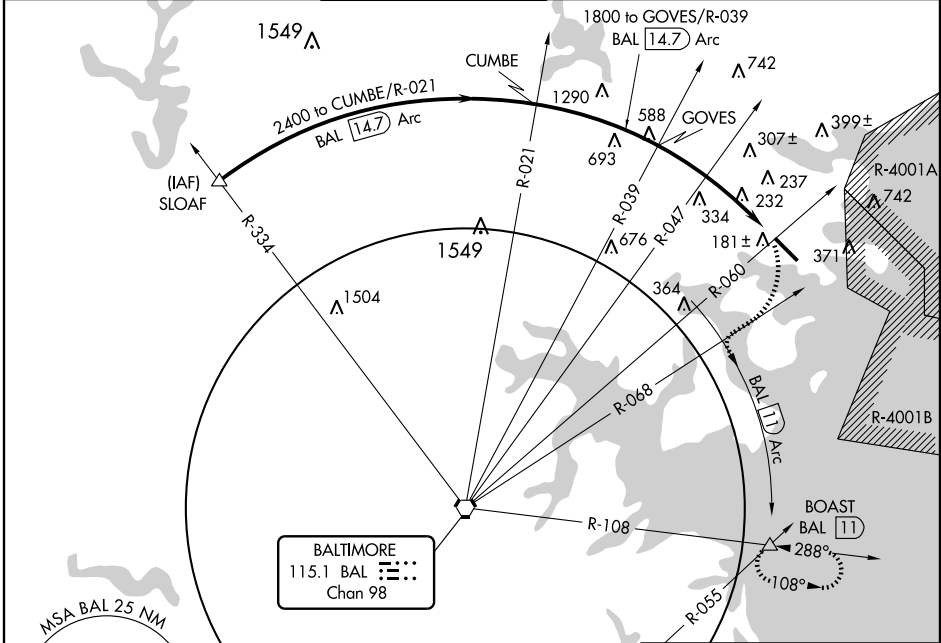 1549
1800 to GOVES/R-039
BAL 14.7 Arc
CUMBE
742
1290
2400 to CUMBE/R-021
BAL 14.7 Arc
588
GOVES
693
399±
307±
R-4001A
(IAF)
SLOAF
R-021
237
232
334
742
R-334
R-039
R-047
1549
676
181±
371
R-060
1504
364
R-068
BAL 11 Arc
R-4001B
BOAST
BAL 11
R-108
288°
108°
BALTIMORE
115.1 BAL
Chan 98
R-055
MSA BAL 25 NM